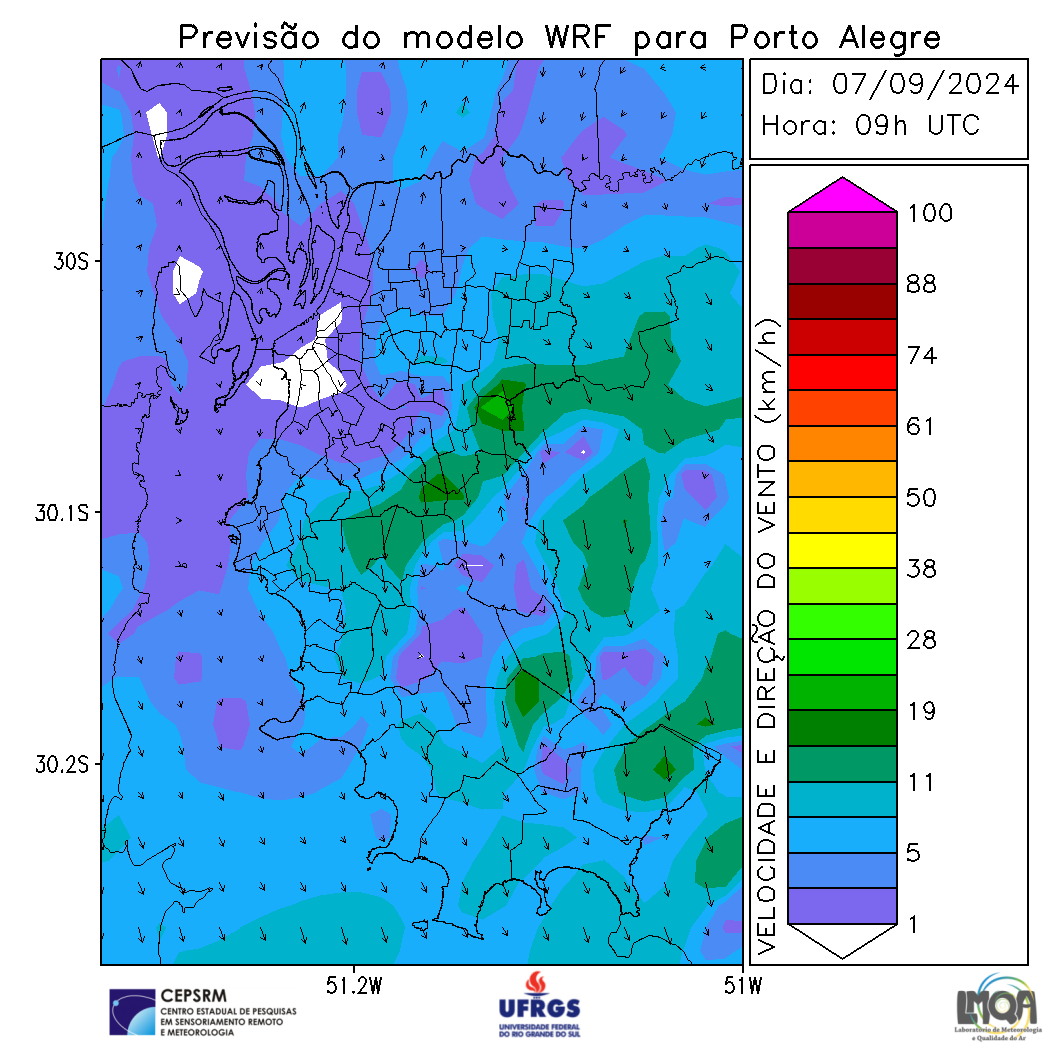 Previsão do modelo WRF para Porto Alegre
Dia: 07/09/2024
Hora: 09h UTC
30S
30.1S
30.2S
51.2W
51W
VELOCIDADE E DIREÇÃO DO VENTO (km/h)
100
88
74
61
50
38
28
19
11
5
1
CEPSRM
CENTRO ESTADUAL DE PESQUISAS
EM SENSORIAMENTO REMOTO
E METEOROLOGIA
UFRGS
UNIVERSIDADE FEDERAL
DO RIO GRANDE DO SUL
LMQA
Laboratório de Meteorologia
e Qualidade do Ar